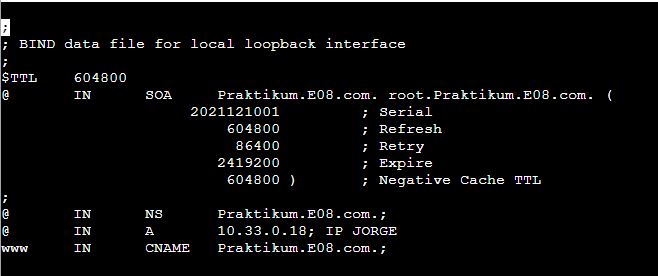 ;
; BIND data file for local loopback interface
;
$TTL    604800
@       IN      SOA     Praktikum.E08.com. root.Praktikum.E08.com. (
                     2021121001         ; Serial
                         604800         ; Refresh
                          86400         ; Retry
                        2419200         ; Expire
                         604800 )       ; Negative Cache TTL
;
@       IN      NS      Praktikum.E08.com.;
@       IN      A       10.33.0.18; IP JORGE
www     IN      CNAME   Praktikum.E08.com.;